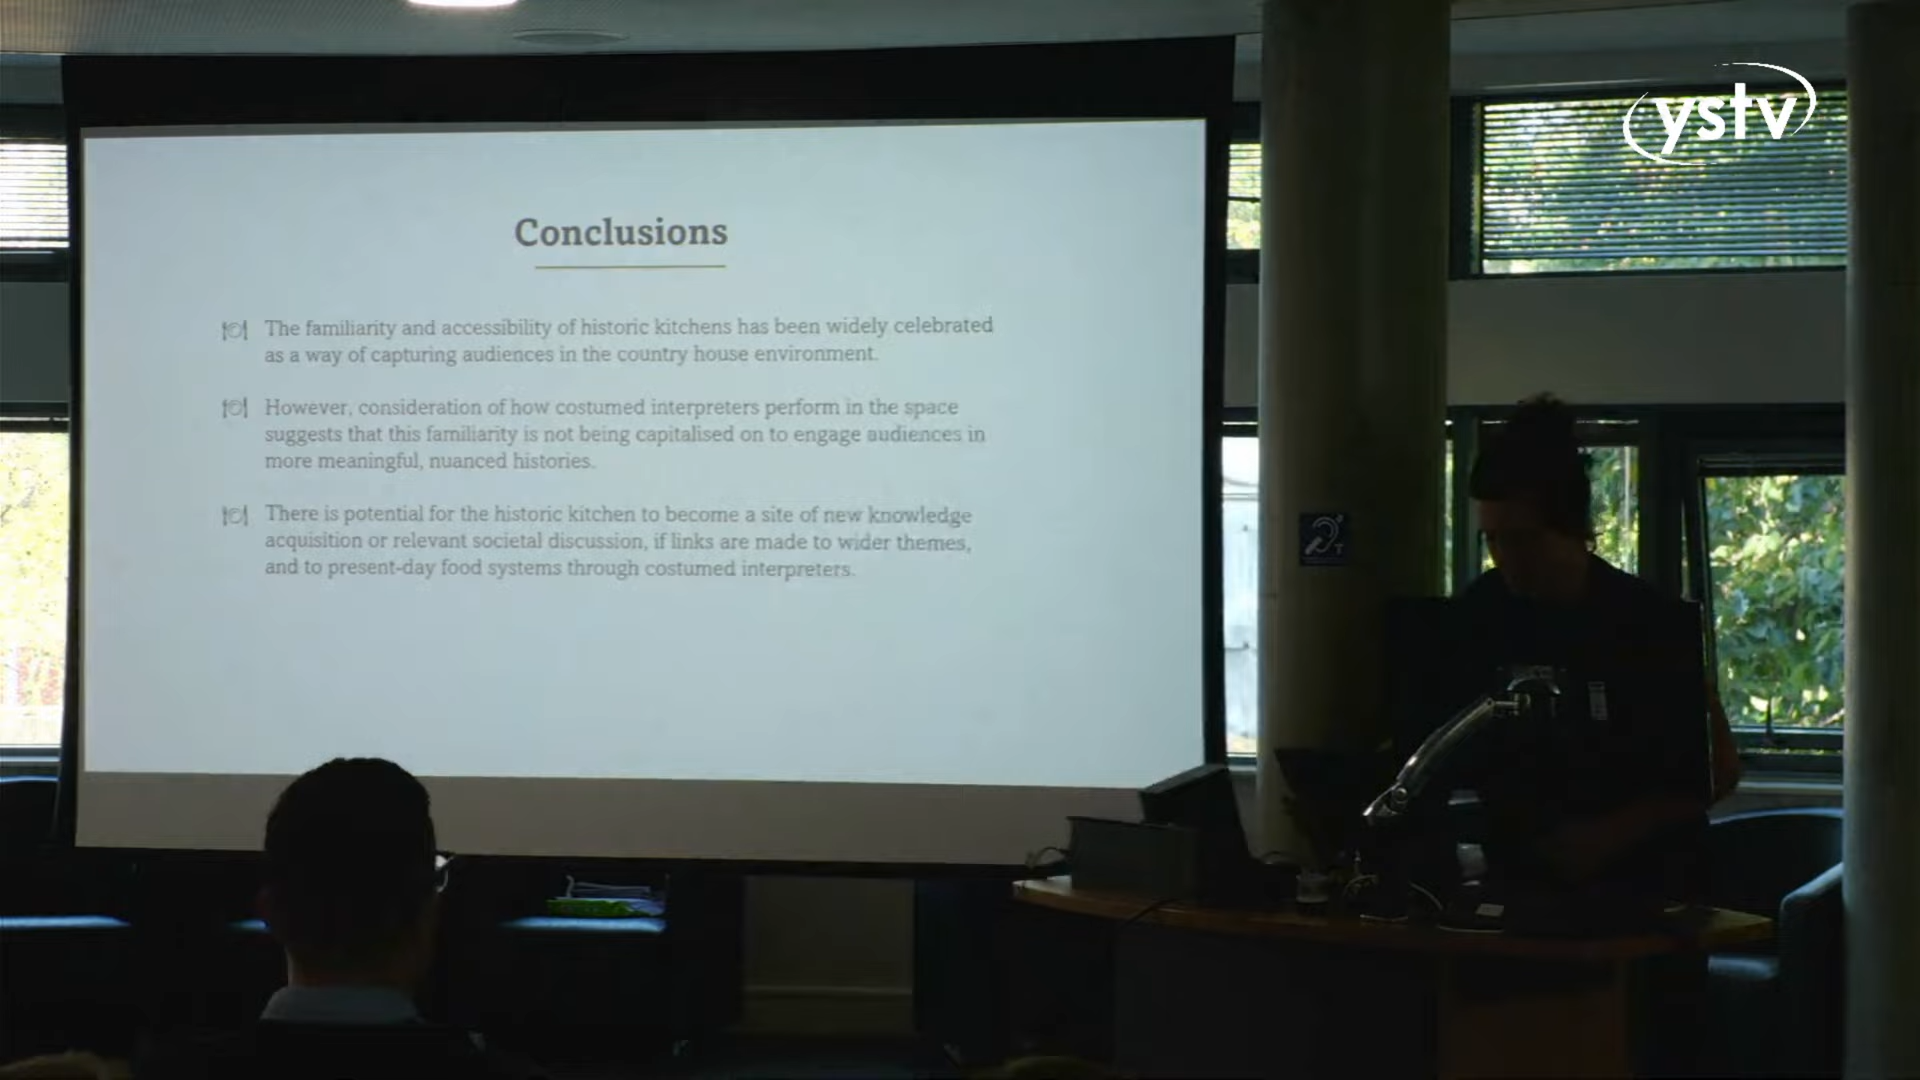 ystv
Conclusions
The familiarity and accessibility of historic kitchens has been widely celebrated
as a way of capturing audiences in the country house environment.
However, consideration of how costumed interpreters perform in the space
suggests that this familiarity is not being capitalised on to engage audiences in
more meaningful, nuanced histories.
There is potential for the historic kitchen to become a site of new knowledge
acquisition or relevant societal discussion, if links are made to wider themes,
and to present-day food systems through costumed interpreters.
T